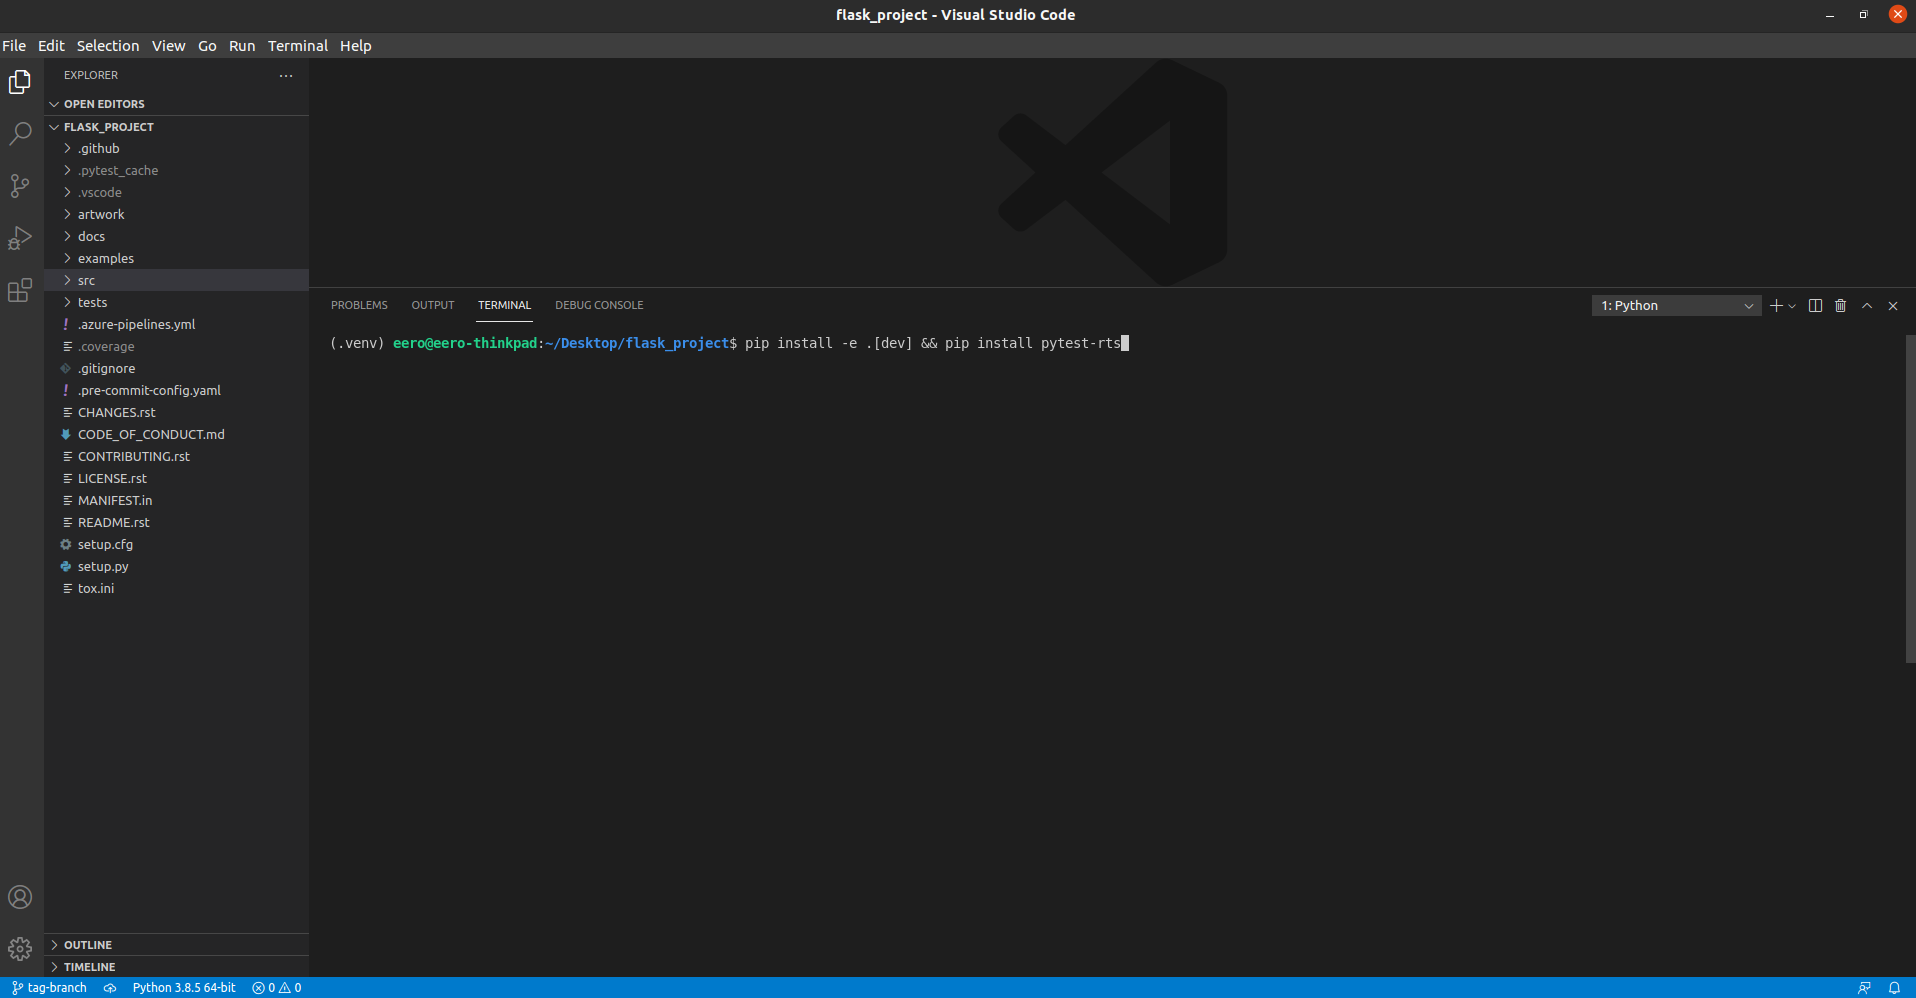 flask_project - Visual Studio Code
File Edit Selection View Go Run Terminal Help
EXPLORER
OPEN EDITORS
FLASK_PROJECT
.github
.pytest_cache
.vscode
artwork
docs
examples
src
tests
.azure-pipelines.yml
.coverage
.gitignore
.pre-commit-config.yaml
CHANGES.rst
CODE_OF_CONDUCT.md
CONTRIBUTING.rst
LICENSE.rst
MANIFEST.in
README.rst
setup.cfg
setup.py
tox.ini
OUTLINE
TIMELINE
PROBLEMS OUTPUT TERMINAL DEBUG CONSOLE 1: Python
(.venv) eero@eero-thinkpad:~/Desktop/flask_project$ pip install -e .[dev] && pip install pytest-rts
tag-branch Python 3.8.5 64-bit 0 0